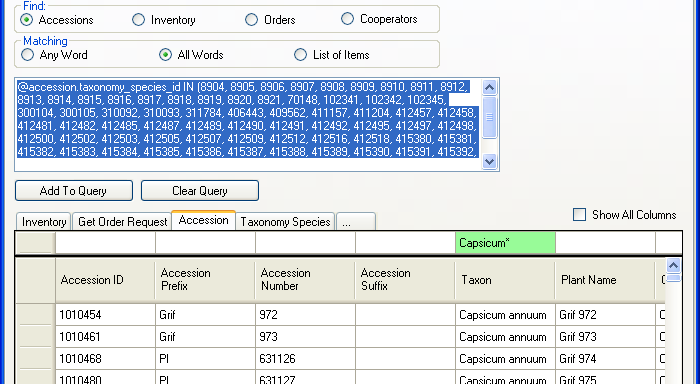 Find:
Accessions Inventory Orders Cooperators
Matching
Any Word All Words List of Items
@accession.taxonomy_species_id IN (8904, 8905, 8906, 8907, 8908, 8909, 8910, 8911, 8912,
8913, 8914, 8915, 8916, 8917, 8918, 8919, 8920, 8921, 70148, 102341, 102342, 102345,
300104, 300105, 310092, 310093, 311784, 406443, 409562, 411157, 411204, 412457, 412458,
412481, 412482, 412485, 412487, 412489, 412490, 412491, 412492, 412495, 412497, 412498,
412500, 412502, 412503, 412505, 412507, 412509, 412512, 412516, 412518, 415380, 415381,
415382, 415383, 415384, 415385, 415386, 415387, 415388, 415389, 415390, 415391, 415392,
Add To Query Clear Query
Inventory Get Order Request Accession Taxonomy Species ... Show All Columns
Capsicum*
Accession ID Accession Prefix Accession Number Accession Suffix Taxon Plant Name
1010454 Grif 972 Capsicum annuum Grif 972
1010461 Grif 973 Capsicum annuum Grif 973
1010468 PI 631126 Capsicum annuum Grif 974
1010480 PI 631127 Capsicum annuum Grif 975